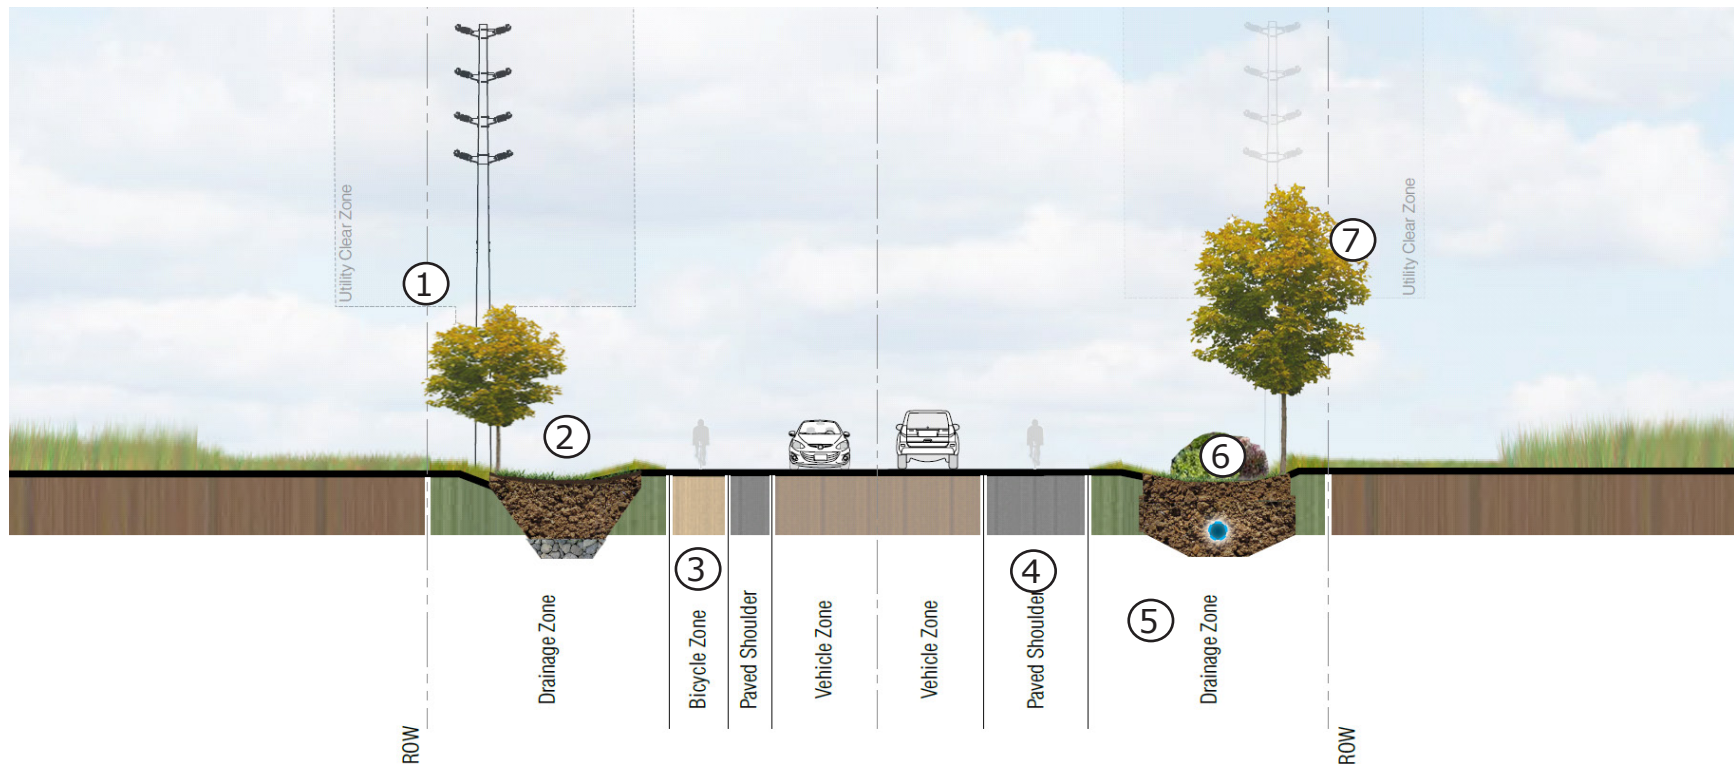 Utility Clear Zone
1
2
Utility Clear Zone
7
6
3
4
5
Drainage Zone
Bicycle Zone
Paved Shoulder
Vehicle Zone
Vehicle Zone
Paved Shoulder
Drainage Zone
ROW
ROW